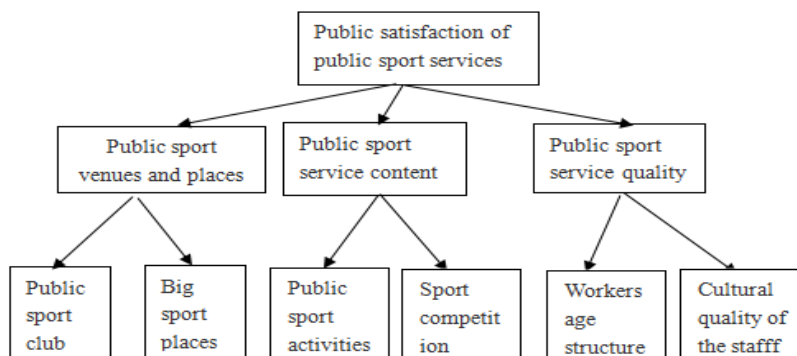 Public satisfaction of
public sport services
Public sport
venues and places
Public sport
service content
Public sport
service quality
Public
sport
club
Big
sport
places
Public
sport
activities
Sport
competit
ion
Workers
age
structure
Cultural
quality of
the stafff